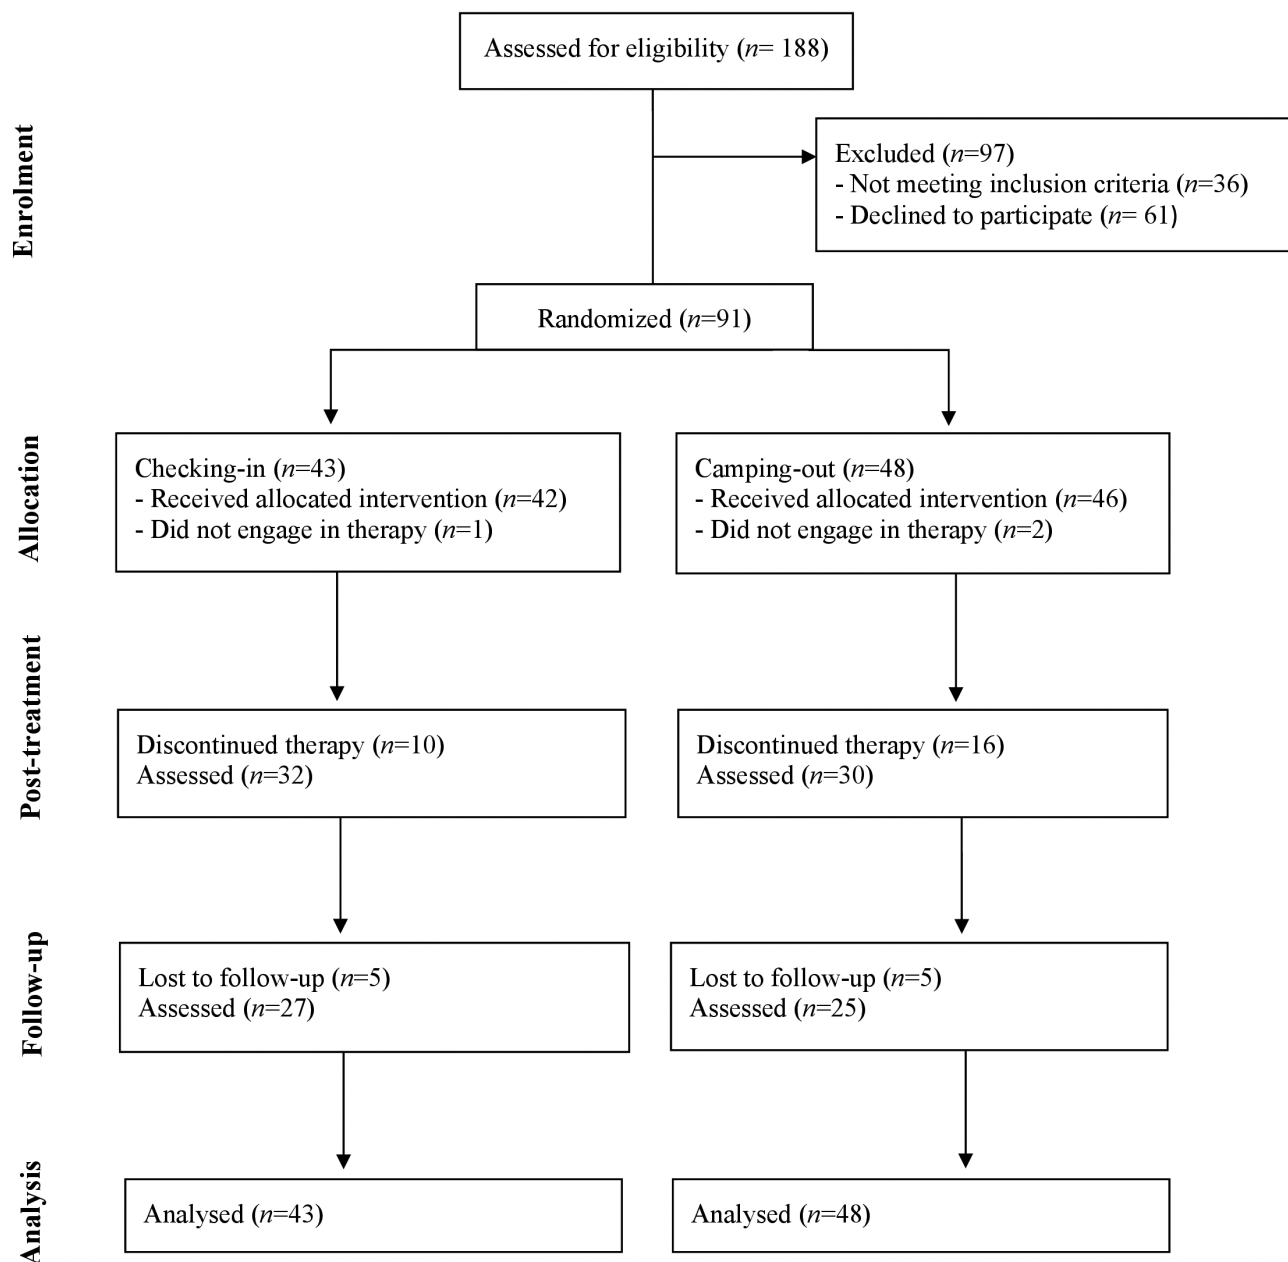 Assessed for eligibility (n= 188)
Enrolment
Excluded (n=97)
- Not meeting inclusion criteria (n=36)
- Declined to participate (n= 61)
Randomized (n=91)
Allocation
Checking-in (n=43)
- Received allocated intervention (n=42)
- Did not engage in therapy (n=1)
Camping-out (n=48)
- Received allocated intervention (n=46)
- Did not engage in therapy (n=2)
Post-treatment
Discontinued therapy (n=10)
Assessed (n=32)
Discontinued therapy (n=16)
Assessed (n=30)
Follow-up
Lost to follow-up (n=5)
Assessed (n=27)
Lost to follow-up (n=5)
Assessed (n=25)
Analysis
Analysed (n=43)
Analysed (n=48)